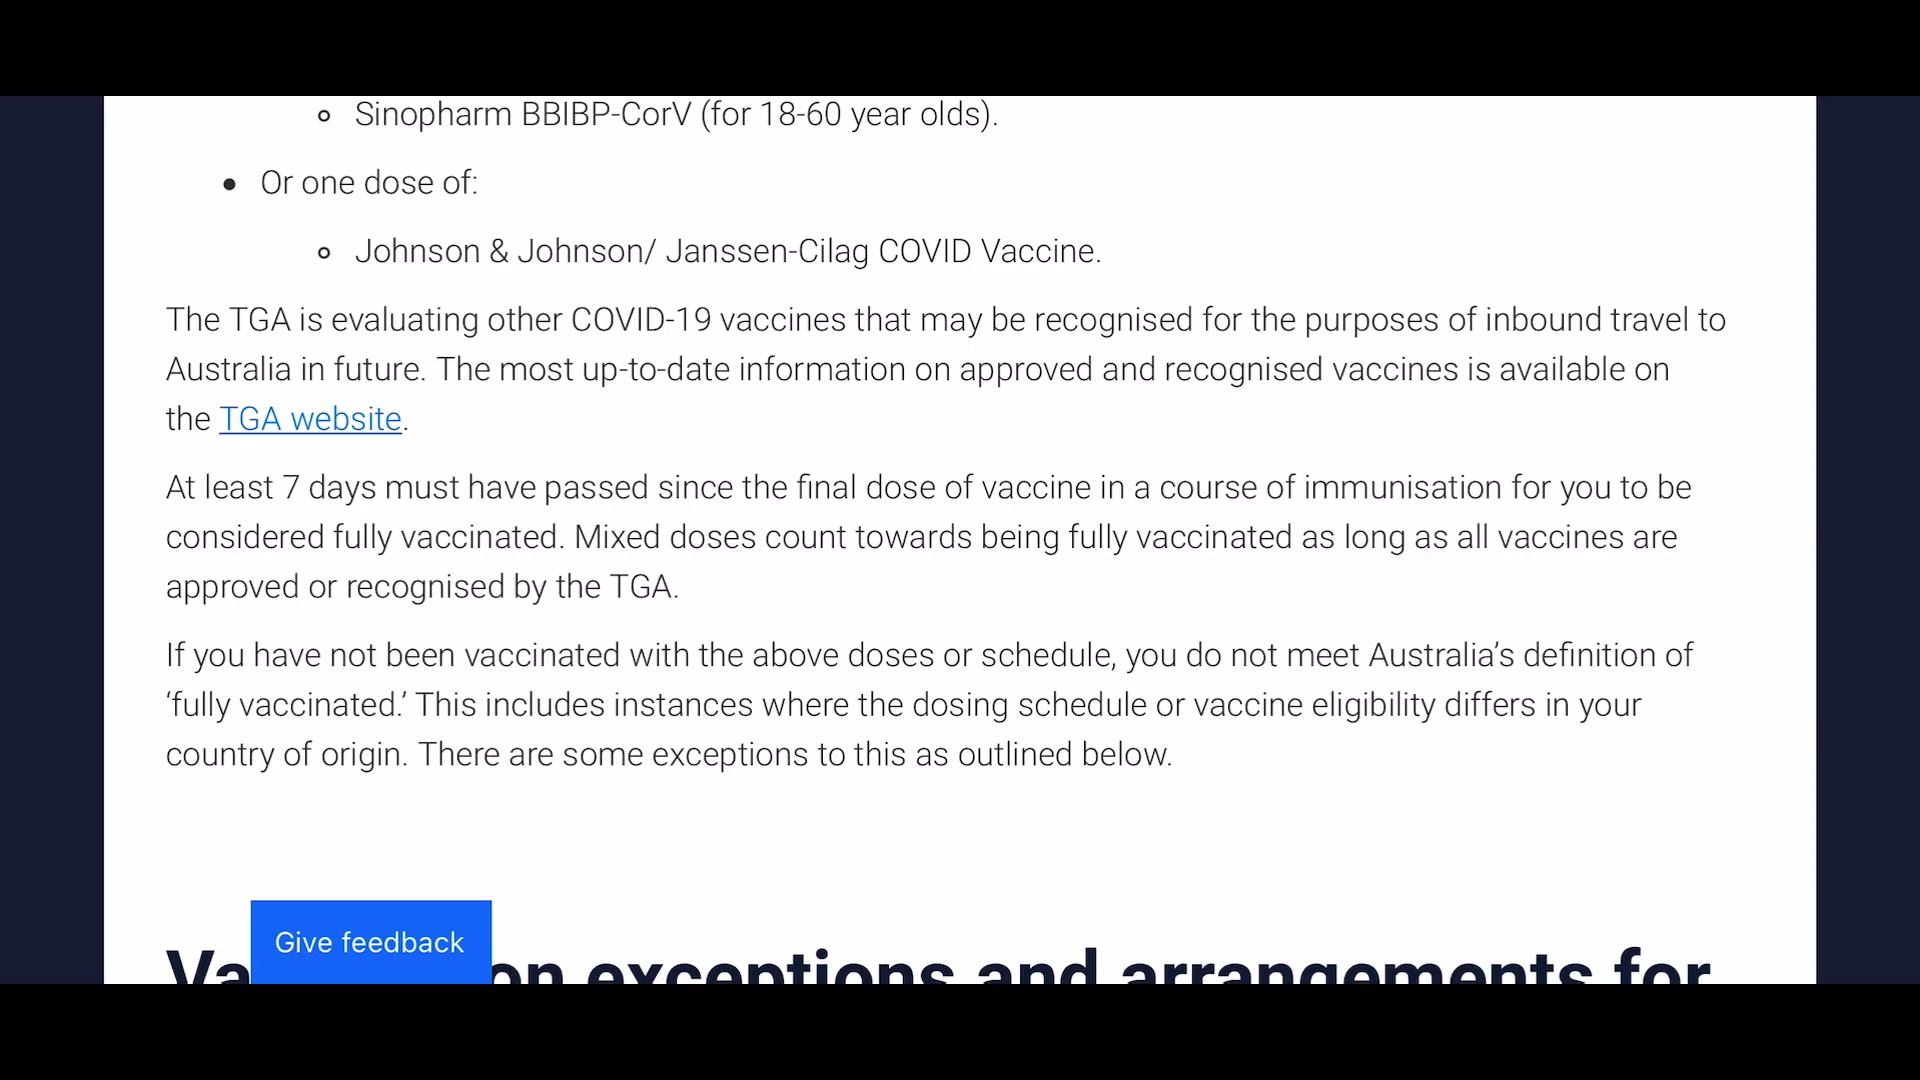 Sinopharm BBIBP-CorV (for 18-60 year olds).
Or one dose of:
Johnson & Johnson/ Janssen-Cilag COVID Vaccine.
The TGA is evaluating other COVID-19 vaccines that may be recognised for the purposes of inbound travel to
Australia in future. The most up-to-date information on approved and recognised vaccines is available on
the TGA website.
At least 7 days must have passed since the final dose of vaccine in a course of immunisation for you to be
considered fully vaccinated. Mixed doses count towards being fully vaccinated as long as all vaccines are
approved or recognised by the TGA.
If you have not been vaccinated with the above doses or schedule, you do not meet Australia’s definition of
‘fully vaccinated.’ This includes instances where the dosing schedule or vaccine eligibility differs in your
country of origin. There are some exceptions to this as outlined below.
Give feedback
exceptions and arrangements for